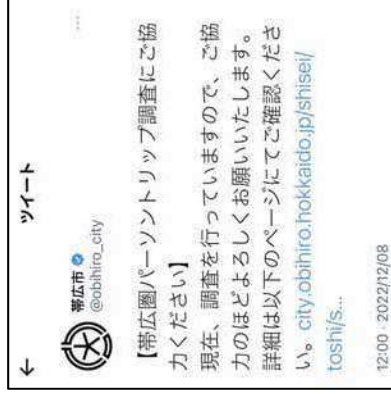 ← ツイート
帯広市
@obihiro_city
...
【帯広圏パーソントリップ調査にご協
力ください】
現在、調査を行っていますので、ご協
力のほどよろしくお願いいたします。
詳細は以下のページにてご確認くださ
い。city.obihiro.hokkaido.jp/shisei/
toshi/s...
12:00 2022/12/08